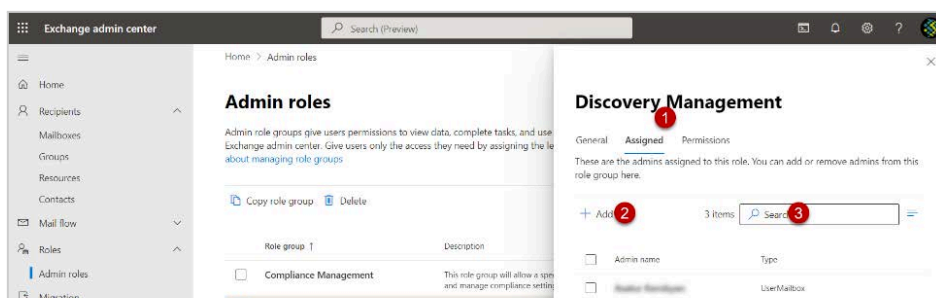 Exchange admin center
Search (Preview)
?
Home > Admin roles
Home
Recipients
Mailboxes
Groups
Resources
Contacts
Mail flow
Roles
Admin roles
Migration
Admin roles
Admin role groups give users permissions to view data, complete tasks, and use
Exchange admin center. Give users only the access they need by assigning the le
about managing role groups
Copy role group
Delete
Role group ↑
Description
Compliance Management
This role group will allow a spe
and manage compliance settin
Discovery Management
1
General
Assigned
Permissions
These are the admins assigned to this role. You can add or remove admins from this
role group here.
+ Add
2
3 items
Searc
3
Admin name
Type
UserMailbox